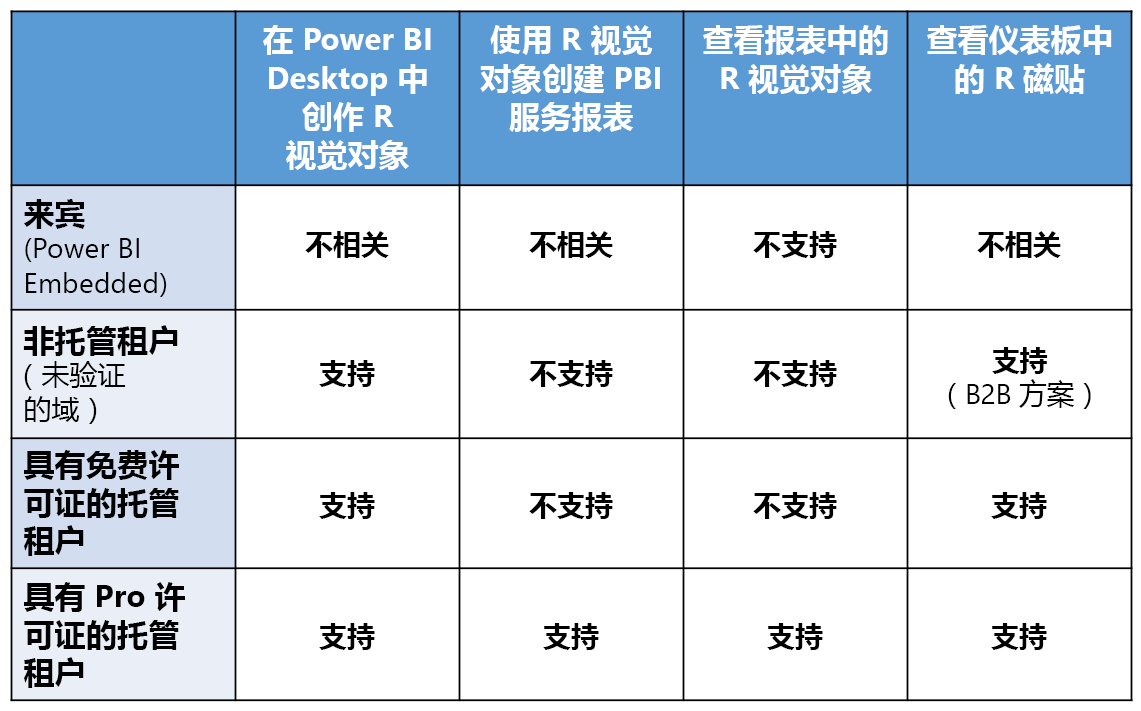 在 Power BI
Desktop 中
创作 R
视觉对象
使用 R 视觉
对象创建 PBI
服务报表
查看报表中的
R 视觉对象
查看仪表板中
的 R 磁贴
来宾
(Power BI
Embedded)
不相关
不相关
不支持
不相关
非托管租户
（未验证
的域）
支持
不支持
不支持
支持
（B2B 方案）
具有免费许
可证的托管
租户
支持
不支持
不支持
支持
具有 Pro 许
可证的托管
租户
支持
支持
支持
支持